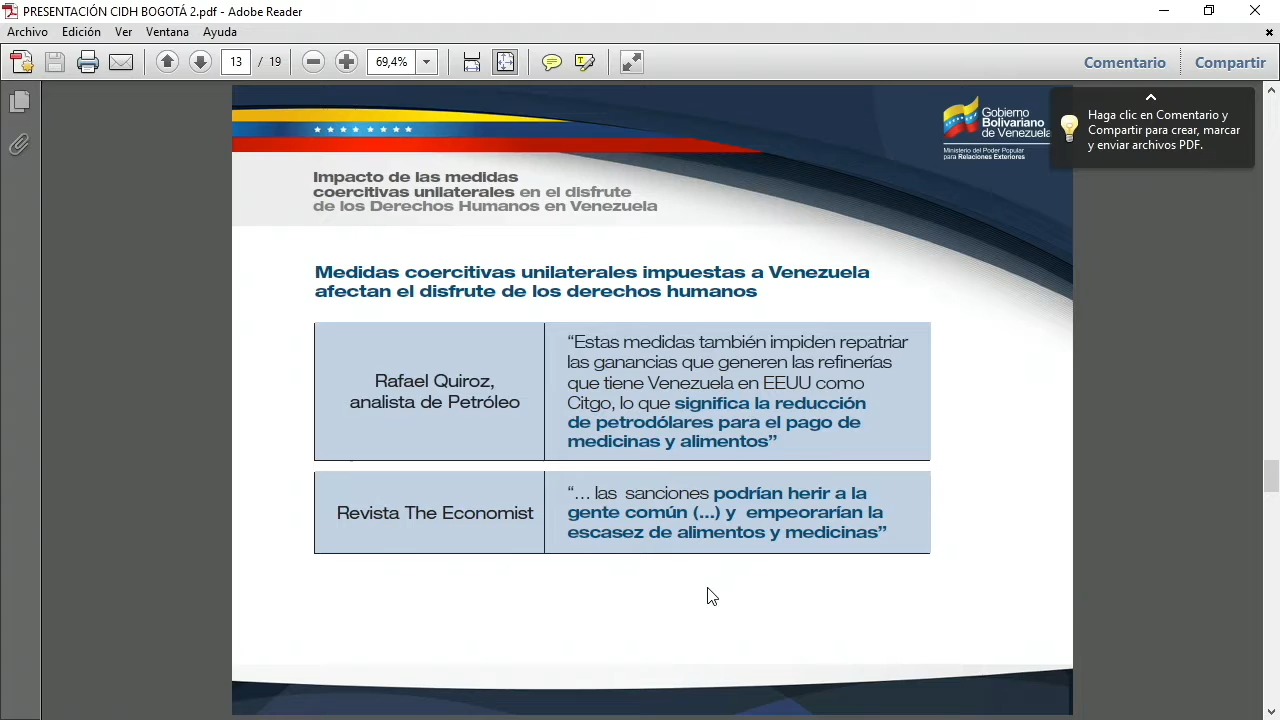 PRESENTACIÓN CIDH BOGOTÁ 2.pdf - Adobe Reader
Archivo Edición Ver Ventana Ayuda
13 / 19 69,4% Comentario Compartir
Haga clic en Comentario y
Compartir para crear, marcar
y enviar archivos PDF.
Gobierno
Bolivariano
de Venezuela
Ministerio del Poder Popular
para Relaciones Exteriores
Impacto de las medidas
coercitivas unilaterales en el disfrute
de los Derechos Humanos en Venezuela
Medidas coercitivas unilaterales impuestas a Venezuela
afectan el disfrute de los derechos humanos
Rafael Quiroz,
analista de Petróleo
“Estas medidas también impiden repatriar
las ganancias que generen las refinerías
que tiene Venezuela en EEUU como
Citgo, lo que significa la reducción
de petrodólares para el pago de
medicinas y alimentos”
Revista The Economist
“... las sanciones podrían herir a la
gente común (...) y empeorarían la
escasez de alimentos y medicinas”